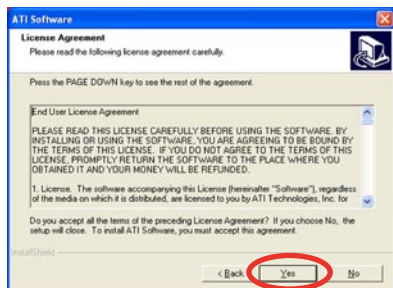 ATI Software
License Agreement
Please read the following license agreement carefully.
Press the PAGE DOWN key to see the rest of the agreement.
End User License Agreement
PLEASE READ THIS LICENSE CAREFULLY BEFORE USING THE SOFTWARE. BY
INSTALLING OR USING THE SOFTWARE, YOU ARE AGREEING TO BE BOUND BY
THE TERMS OF THIS LICENSE. IF YOU DO NOT AGREE TO THE TERMS OF THIS
LICENSE, PROMPTLY RETURN THE SOFTWARE TO THE PLACE WHERE YOU
OBTAINED IT AND YOUR MONEY WILL BE REFUNDED.
1. License. The software accompanying this License (hereinafter "Software"), regardless
of the media on which it is distributed, are licensed to you by ATI Technologies, Inc. for
Do you accept all the terms of the preceding License Agreement? If you choose No, the
setup will close. To install ATI Software, you must accept this agreement.
InstallShield
< Back Yes No